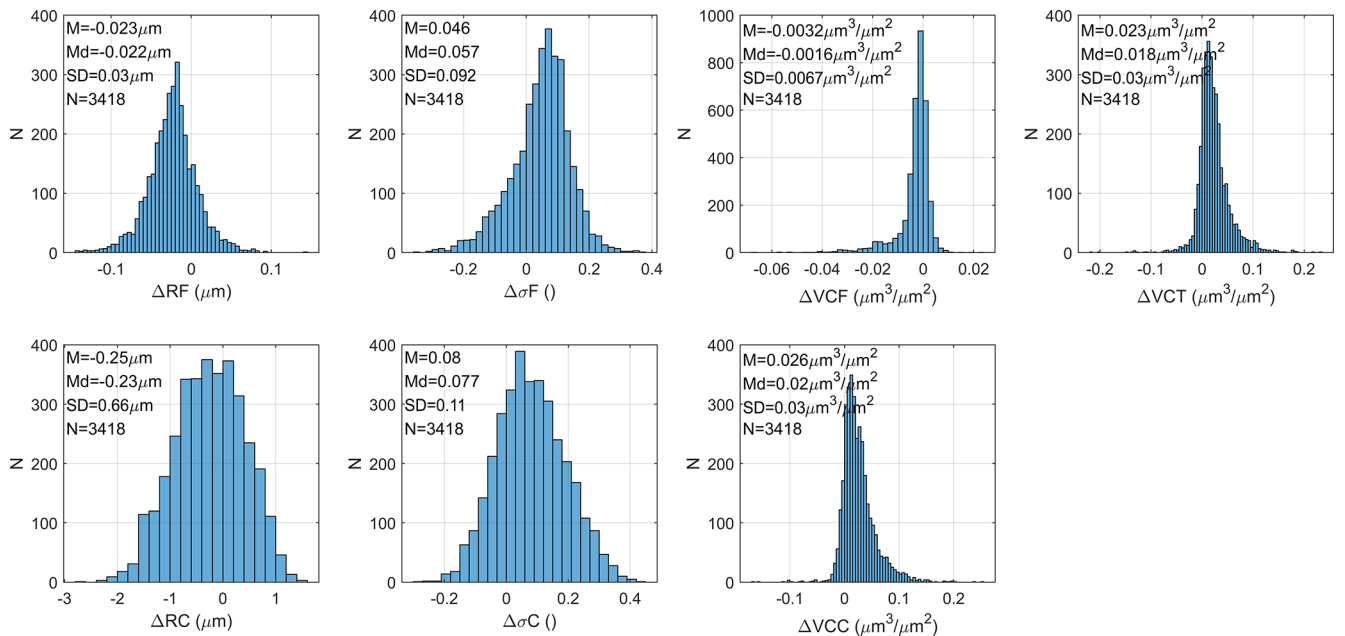 400
300
200
100
0
N
M=-0.023μm
Md=-0.022μm
SD=0.03μm
N=3418
-0.1 0 0.1
ΔRF (μm)
400
300
200
100
0
N
M=0.046
Md=0.057
SD=0.092
N=3418
-0.2 0 0.2 0.4
ΔσF ()
1000
800
600
400
200
0
N
M=-0.0032μm³/μm²
Md=-0.0016μm³/μm²
SD=0.0067μm³/μm²
N=3418
-0.06 -0.04 -0.02 0 0.02
ΔVCF (μm³/μm²)
400
300
200
100
0
N
M=0.023μm³/μm²
Md=0.018μm³/μm²
SD=0.03μm³/μm²
N=3418
-0.2 -0.1 0 0.1 0.2
ΔVCT (μm³/μm²)
400
300
200
100
0
N
M=-0.25μm
Md=-0.23μm
SD=0.66μm
N=3418
-3 -2 -1 0 1
ΔRC (μm)
400
300
200
100
0
N
M=0.08
Md=0.077
SD=0.11
N=3418
-0.2 0 0.2 0.4
ΔσC ()
400
300
200
100
0
N
M=0.026μm³/μm²
Md=0.02μm³/μm²
SD=0.03μm³/μm²
N=3418
-0.1 0 0.1 0.2
ΔVCC (μm³/μm²)